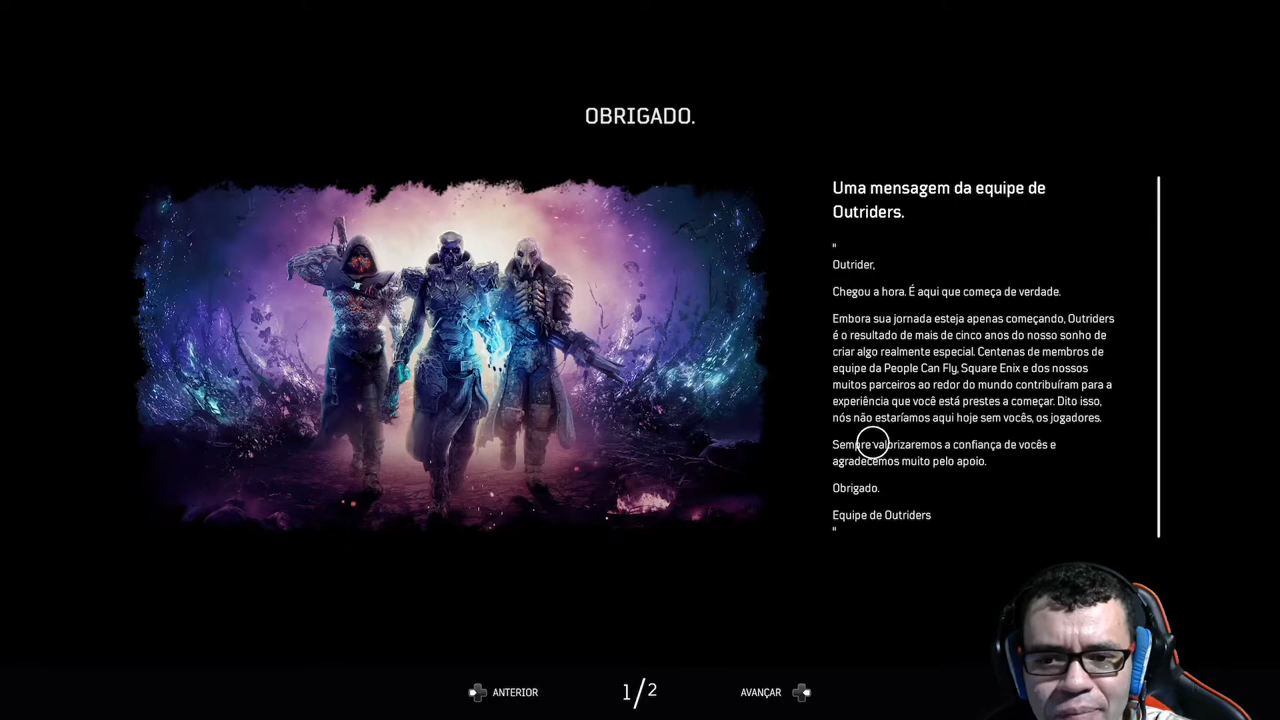 OBRIGADO.
Uma mensagem da equipe de
Outriders.
"
Outrider,
Chegou a hora. É aqui que começa de verdade.
Embora sua jornada esteja apenas começando, Outriders
é o resultado de mais de cinco anos do nosso sonho de
criar algo realmente especial. Centenas de membros de
equipe da People Can Fly, Square Enix e dos nossos
muitos parceiros ao redor do mundo contribuíram para a
experiência que você está prestes a começar. Dito isso,
nós não estaríamos aqui hoje sem vocês, os jogadores.
Sempre valorizaremos a confiança de vocês e
agradecemos muito pelo apoio.
Obrigado.
Equipe de Outriders
"
ANTERIOR
1/2
AVANÇAR